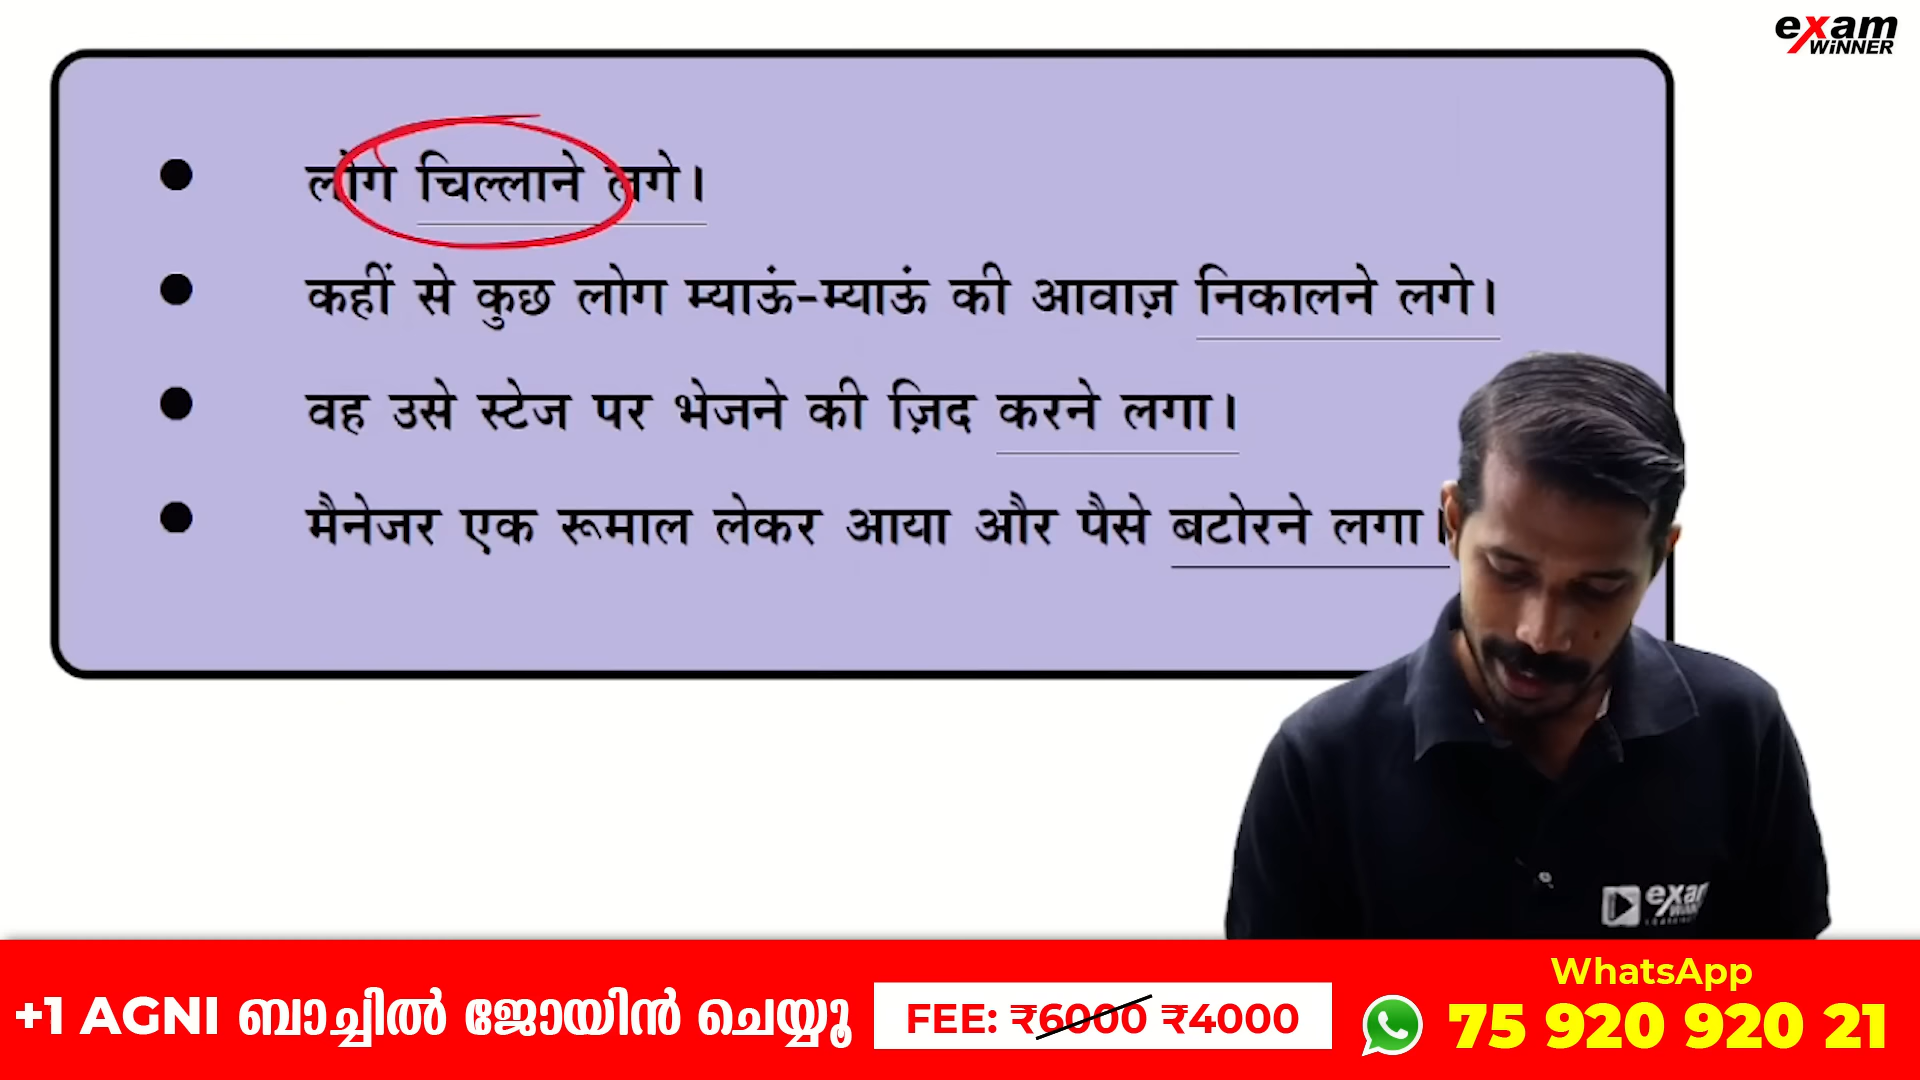 exam
WiNNER
● लोग चिल्लाने लगे।
● कहीं से कुछ लोग म्याऊं-म्याऊं की आवाज़ निकालने लगे।
● वह उसे स्टेज पर भेजने की ज़िद करने लगा।
● मैनेजर एक रूमाल लेकर आया और पैसे बटोरने लगा।
exam
WhatsApp
+1 AGNI ബാച്ചിൽ ജോയിൻ ചെയ്യൂ FEE: ₹6000 ₹4000 75 920 920 21